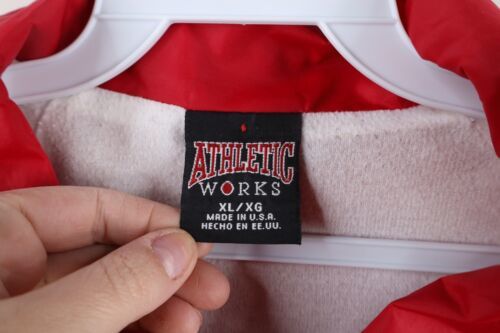 ATHLETIC
WORKS
XL/XG
MADE IN U.S.A.
HECHO EN EE.UU.